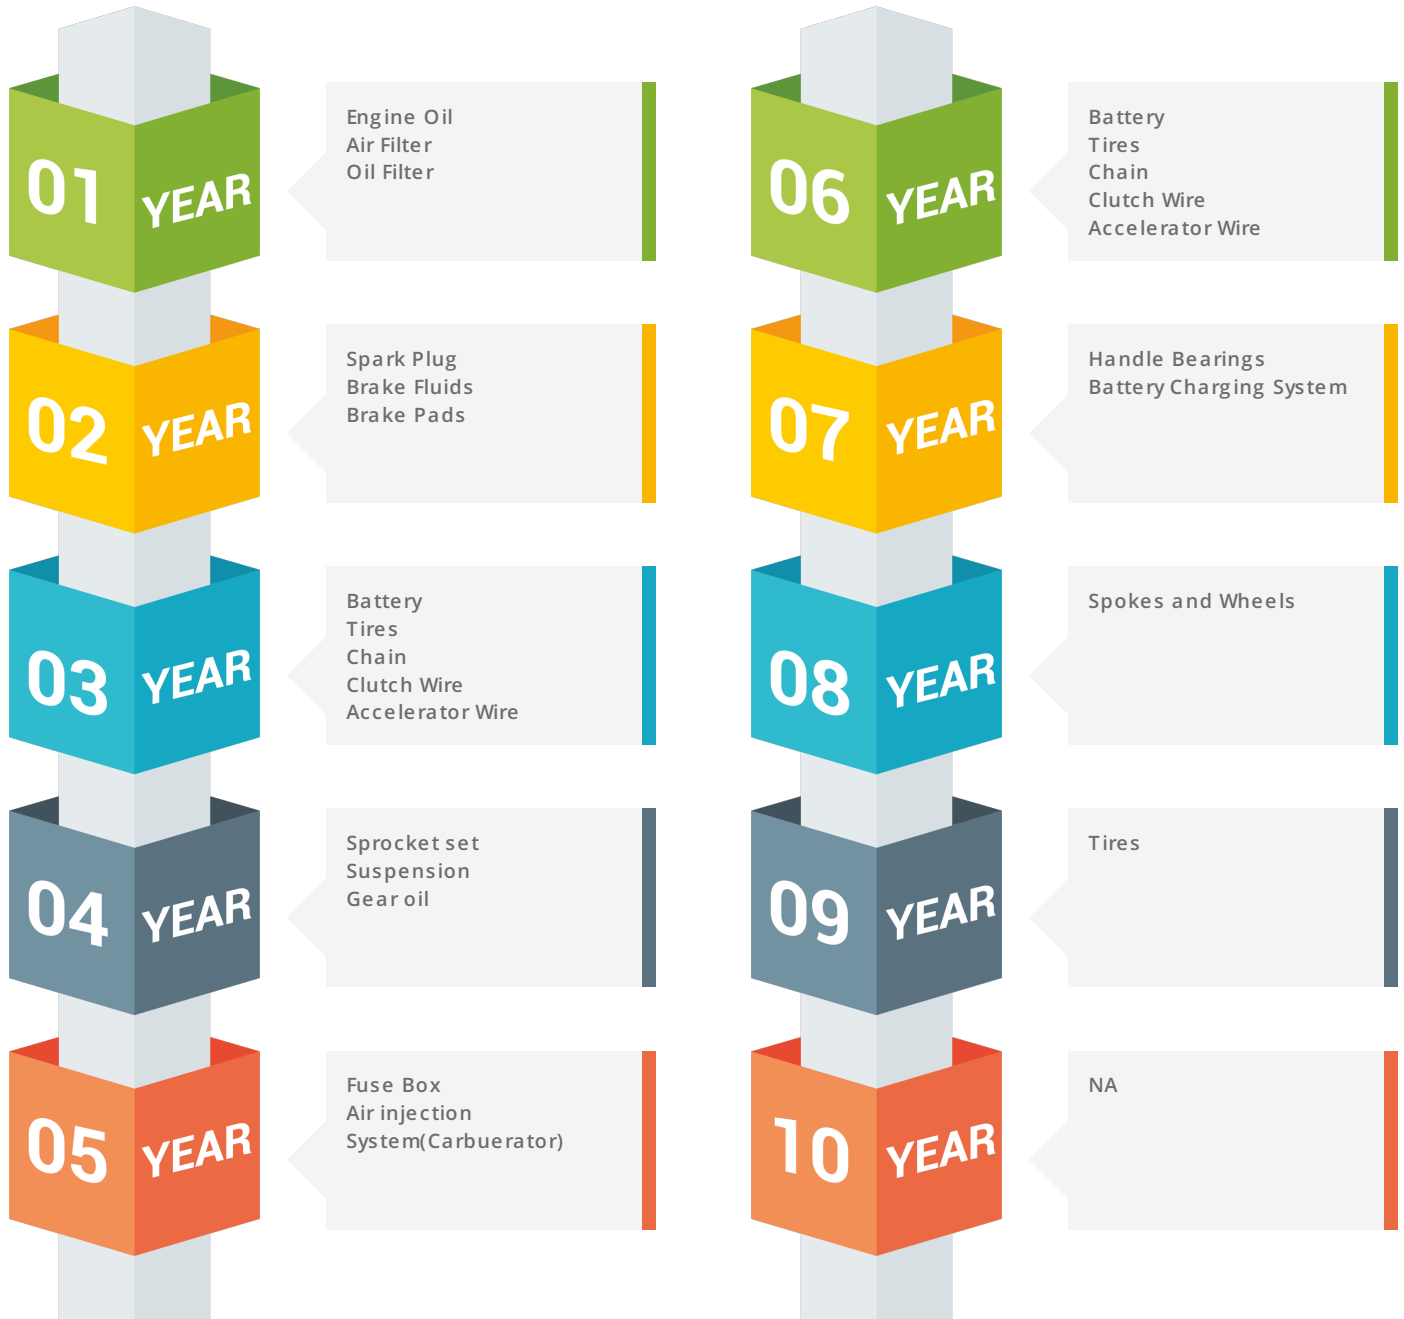 01 YEAR
Engine Oil
Air Filter
Oil Filter
02 YEAR
Spark Plug
Brake Fluids
Brake Pads
03 YEAR
Battery
Tires
Chain
Clutch Wire
Accelerator Wire
04 YEAR
Sprocket set
Suspension
Gear oil
05 YEAR
Fuse Box
Air injection
System(Carbuerator)
06 YEAR
Battery
Tires
Chain
Clutch Wire
Accelerator Wire
07 YEAR
Handle Bearings
Battery Charging System
08 YEAR
Spokes and Wheels
09 YEAR
Tires
10 YEAR
NA